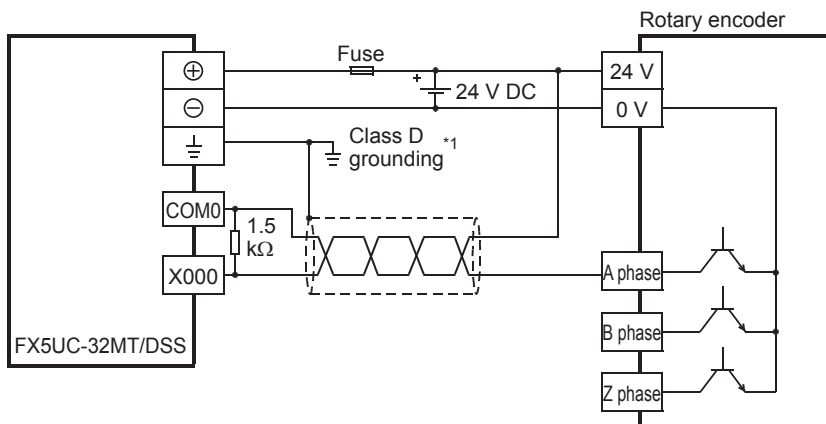 Rotary encoder
Fuse
24 V
+
24 V DC
0 V
Class D *1
grounding
COM0
1.5
kΩ
X000
A phase
B phase
Z phase
FX5UC-32MT/DSS